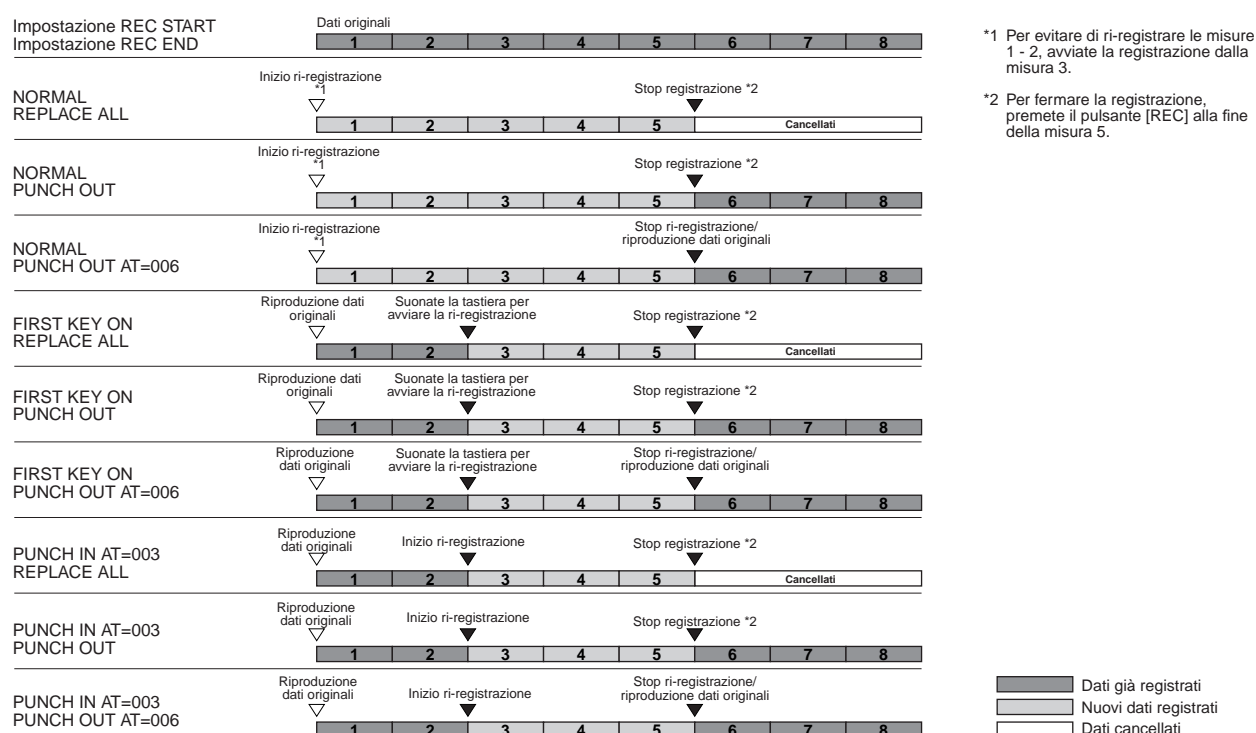 Impostazione REC START
Impostazione REC END
Dati originali
1 2 3 4 5 6 7 8
*1 Per evitare di ri-registrare le misure
1 - 2, avviate la registrazione dalla
misura 3.
*2 Per fermare la registrazione,
premete il pulsante [REC] alla fine
della misura 5.
NORMAL
REPLACE ALL
Inizio ri-registrazione
*1
Stop registrazione *2
1 2 3 4 5 Cancellati
NORMAL
PUNCH OUT
Inizio ri-registrazione
*1
Stop registrazione *2
1 2 3 4 5 6 7 8
NORMAL
PUNCH OUT AT=006
Inizio ri-registrazione
*1
Stop ri-registrazione/
riproduzione dati originali
1 2 3 4 5 6 7 8
FIRST KEY ON
REPLACE ALL
Riproduzione dati
originali
Suonate la tastiera per
avviare la ri-registrazione
Stop registrazione *2
1 2 3 4 5 Cancellati
FIRST KEY ON
PUNCH OUT
Riproduzione dati
originali
Suonate la tastiera per
avviare la ri-registrazione
Stop registrazione *2
1 2 3 4 5 6 7 8
FIRST KEY ON
PUNCH OUT AT=006
Riproduzione
dati originali
Suonate la tastiera per
avviare la ri-registrazione
Stop ri-registrazione/
riproduzione dati originali
1 2 3 4 5 6 7 8
PUNCH IN AT=003
REPLACE ALL
Riproduzione
dati originali
Inizio ri-registrazione
Stop registrazione *2
1 2 3 4 5 Cancellati
PUNCH IN AT=003
PUNCH OUT
Riproduzione
dati originali
Inizio ri-registrazione
Stop registrazione *2
1 2 3 4 5 6 7 8
PUNCH IN AT=003
PUNCH OUT AT=006
Riproduzione
dati originali
Inizio ri-registrazione
Stop ri-registrazione/
riproduzione dati originali
1 2 3 4 5 6 7 8
Dati già registrati
Nuovi dati registrati
Dati cancellati